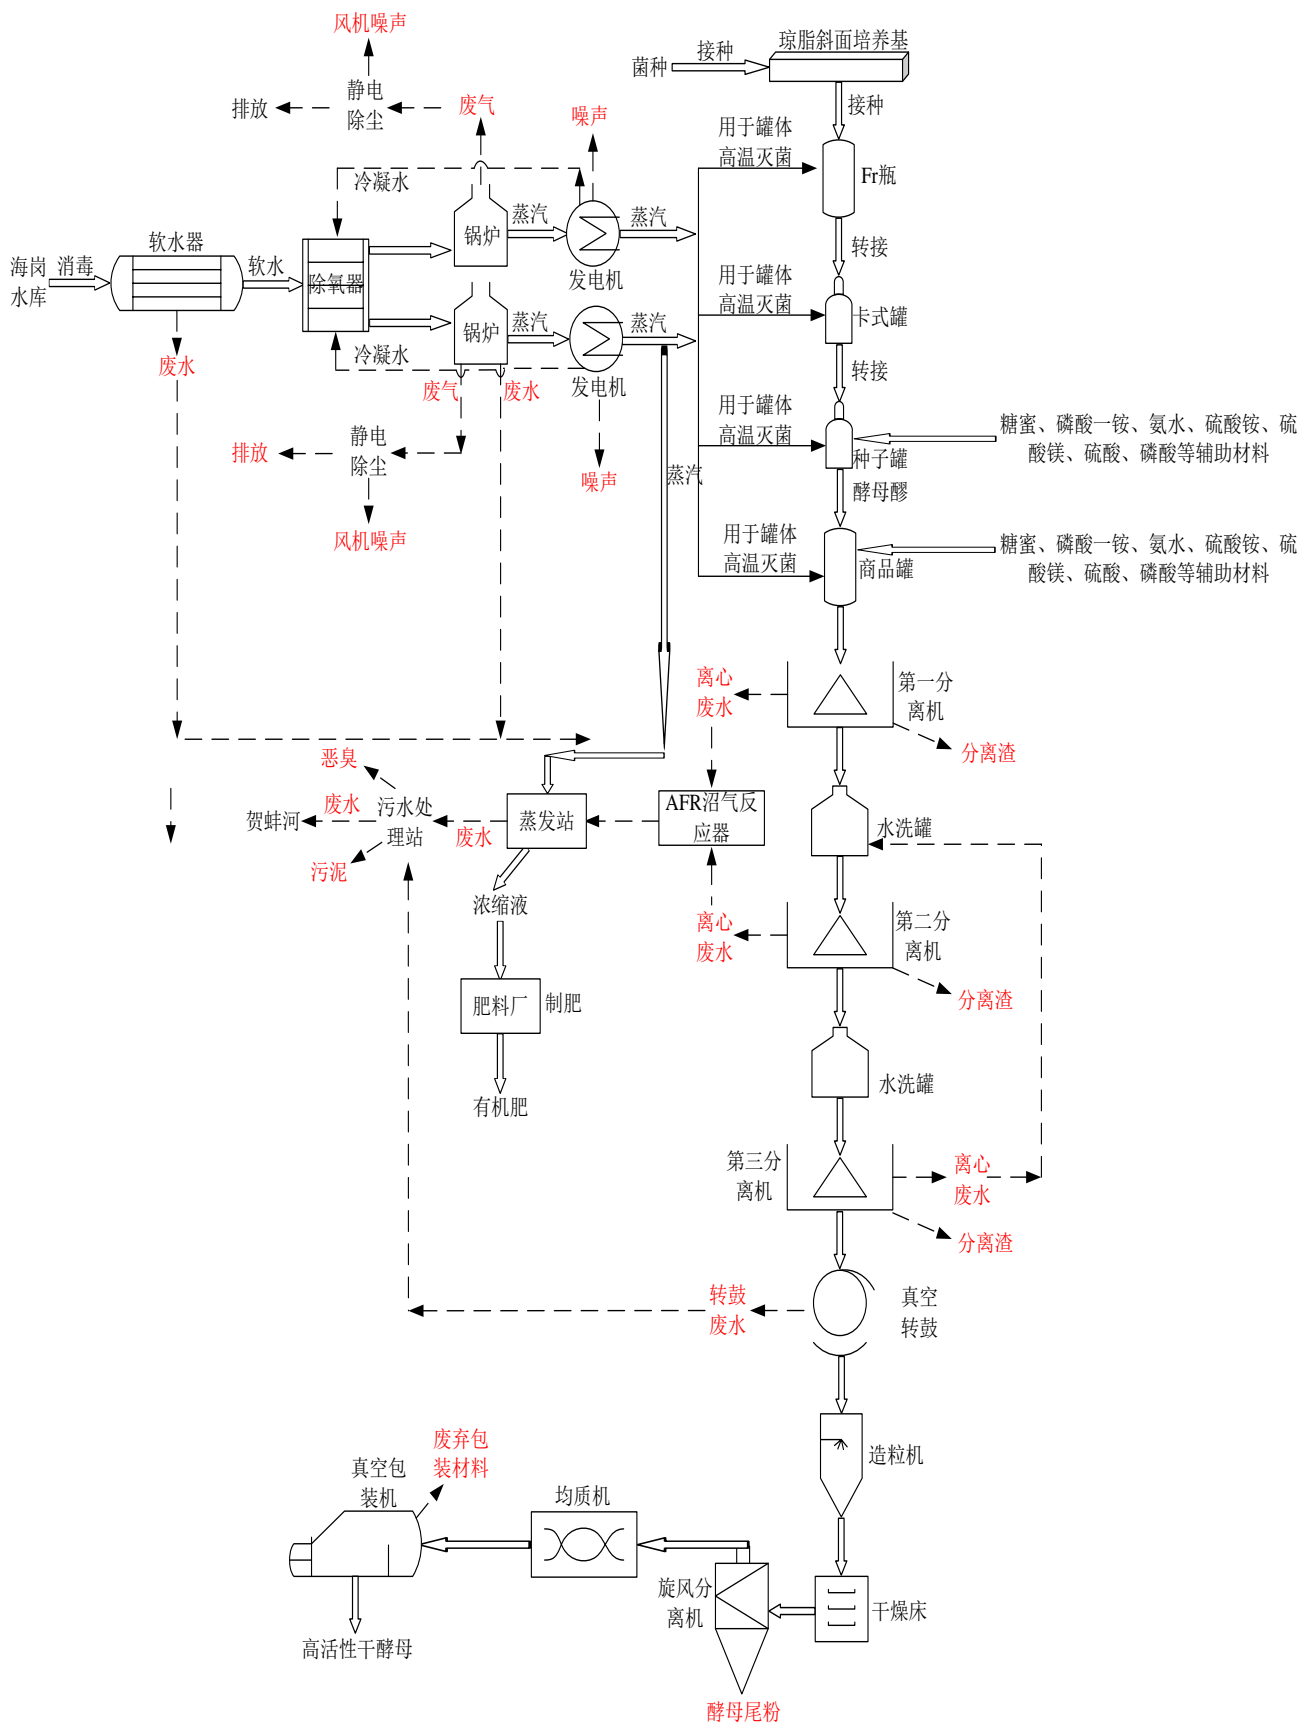 风机噪声
琼脂斜面培养基
接种
菌种
静电
除尘
排放
废气
噪声
接种
用于罐体
高温灭菌
Fr瓶
冷凝水
蒸汽
蒸汽
锅炉
发电机
软水器
海岗
水库
消毒
软水
除氧器
转接
用于罐体
高温灭菌
卡式罐
锅炉
蒸汽
蒸汽
冷凝水
发电机
废水
废气
废水
转接
用于罐体
高温灭菌
糖蜜、磷酸一铵、氨水、硫酸铵、硫
酸镁、硫酸、磷酸等辅助材料
静电
除尘
排放
噪声
蒸汽
种子罐
酵母醪
风机噪声
用于罐体
高温灭菌
商品罐
糖蜜、磷酸一铵、氨水、硫酸铵、硫
酸镁、硫酸、磷酸等辅助材料
离心
废水
第一分
离机
分离渣
恶臭
废水
贺蚌河
污水处
理站
废水
蒸发站
AFR沼气反
应器
水洗罐
污泥
浓缩液
离心
废水
第二分
离机
分离渣
肥料厂
制肥
有机肥
水洗罐
第三分
离机
离心
废水
分离渣
转鼓
废水
真空
转鼓
造粒机
废弃包
装材料
真空包
装机
均质机
旋风分
离机
干燥床
高活性干酵母
酵母尾粉